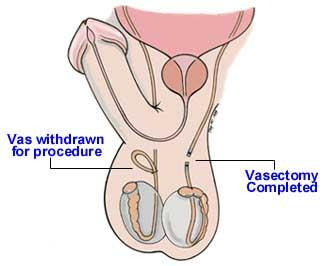 Vas withdrawn
for procedure
Vasectomy
Completed